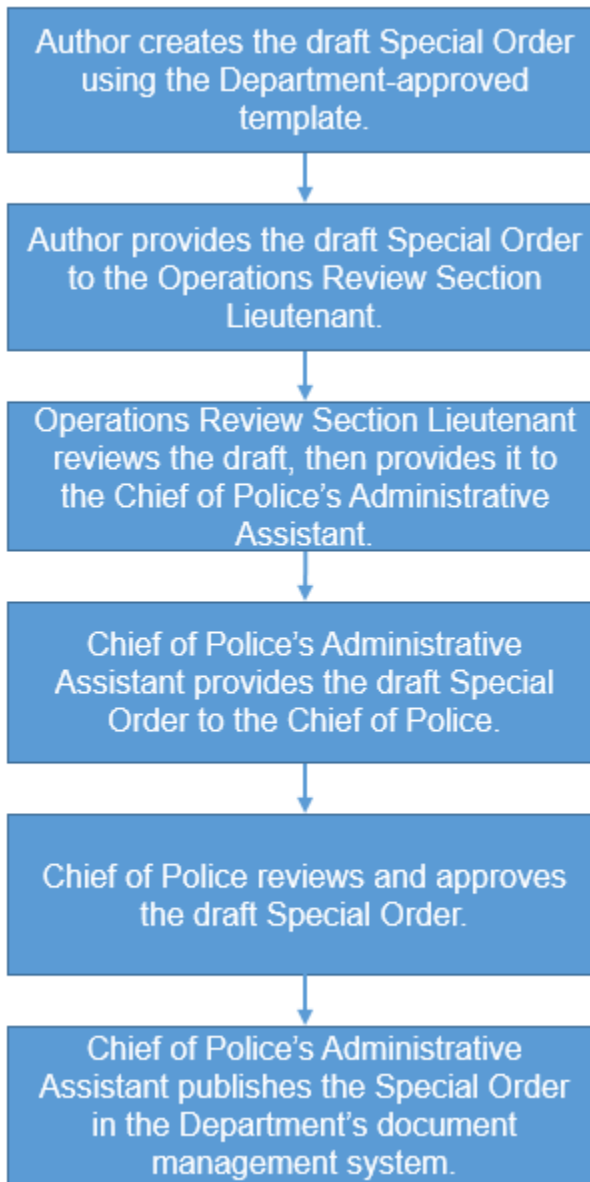 Author creates the draft Special Order
using the Department-approved
template.
Author provides the draft Special Order
to the Operations Review Section
Lieutenant.
Operations Review Section Lieutenant
reviews the draft, then provides it to
the Chief of Police’s Administrative
Assistant.
Chief of Police’s Administrative
Assistant provides the draft Special
Order to the Chief of Police.
Chief of Police reviews and approves
the draft Special Order.
Chief of Police’s Administrative
Assistant publishes the Special Order
in the Department’s document
management system.